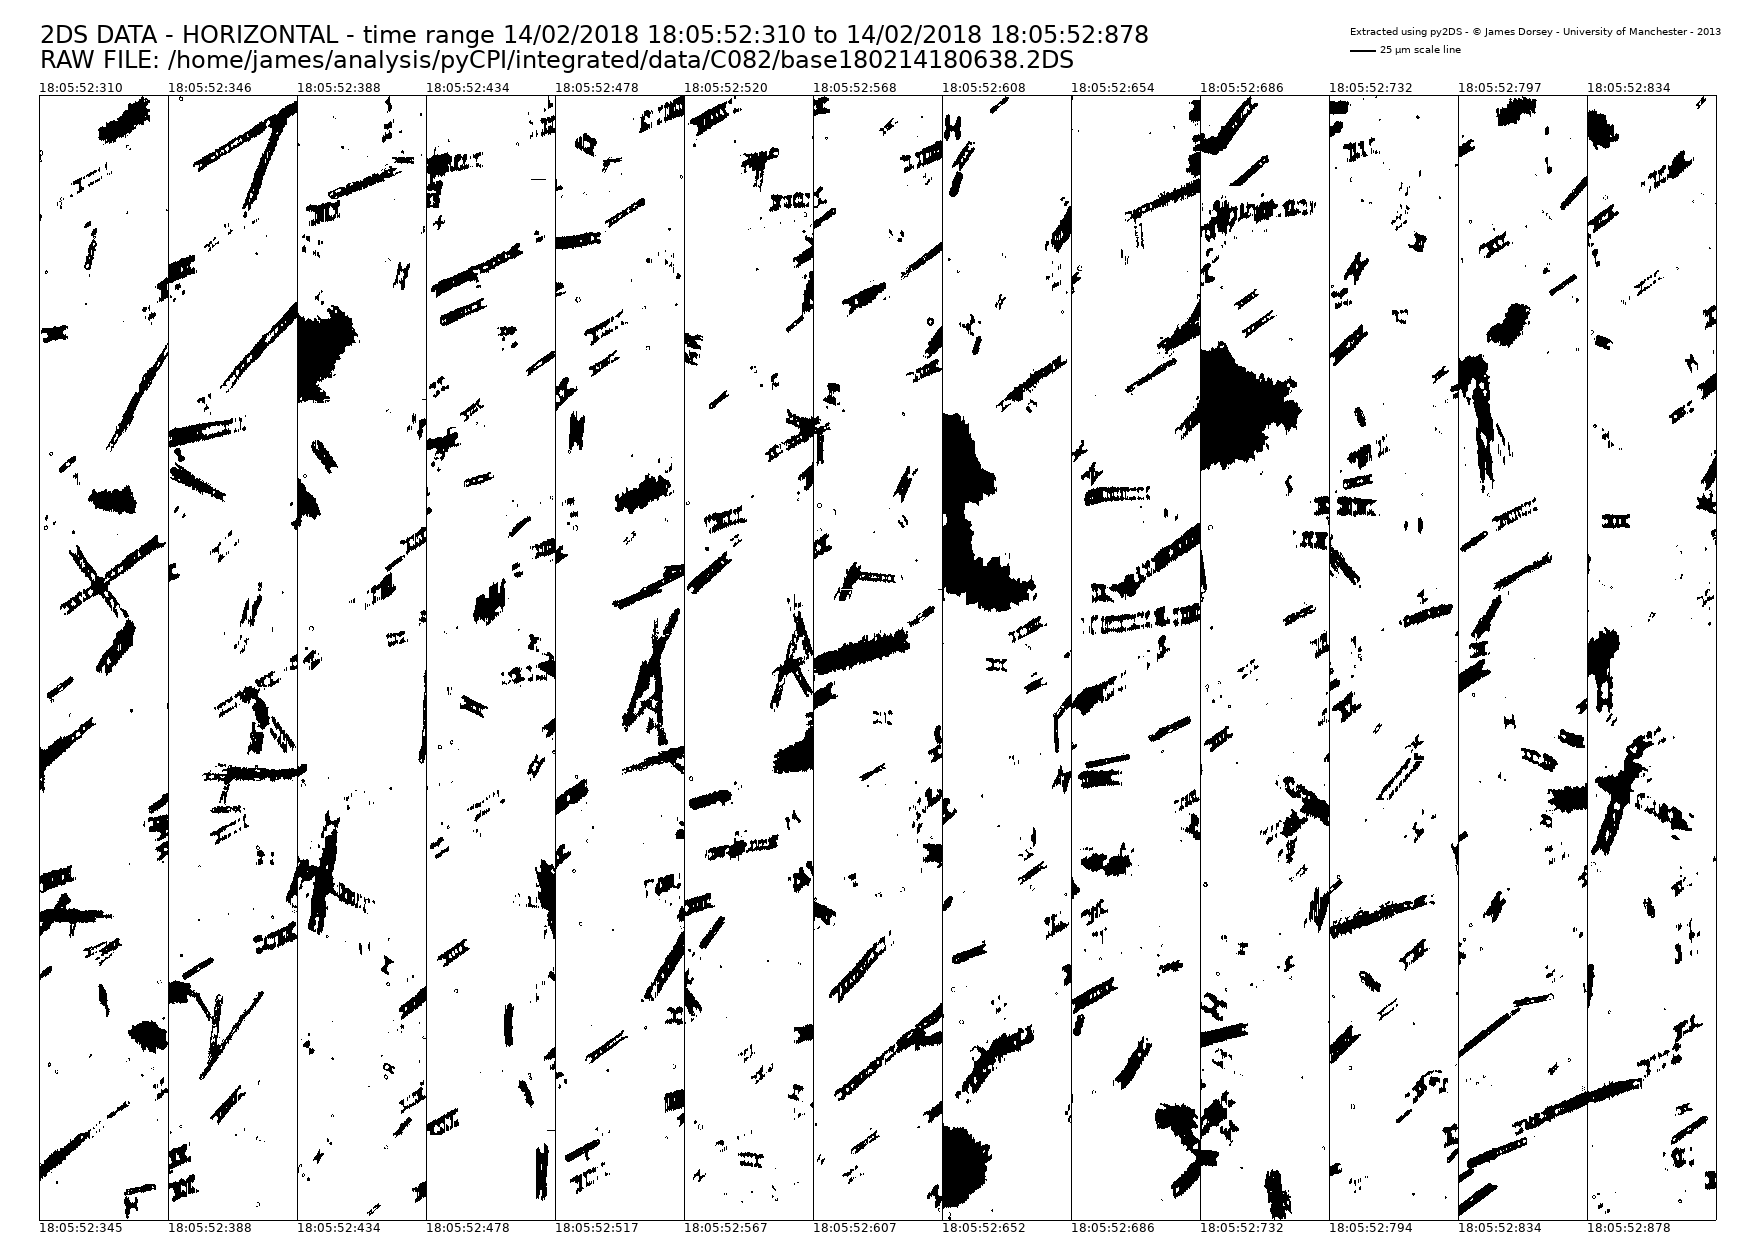 2DS DATA - HORIZONTAL - time range 14/02/2018 18:05:52:310 to 14/02/2018 18:05:52:878
RAW FILE: /home/james/analysis/pyCPI/integrated/data/C082/base180214180638.2DS
Extracted using py2DS - © James Dorsey - University of Manchester - 2013
25 µm scale line
18:05:52:310 18:05:52:346 18:05:52:388 18:05:52:434 18:05:52:478 18:05:52:520 18:05:52:568 18:05:52:608 18:05:52:654 18:05:52:686 18:05:52:732 18:05:52:797 18:05:52:834
18:05:52:345 18:05:52:388 18:05:52:434 18:05:52:478 18:05:52:517 18:05:52:567 18:05:52:607 18:05:52:652 18:05:52:686 18:05:52:732 18:05:52:794 18:05:52:834 18:05:52:878